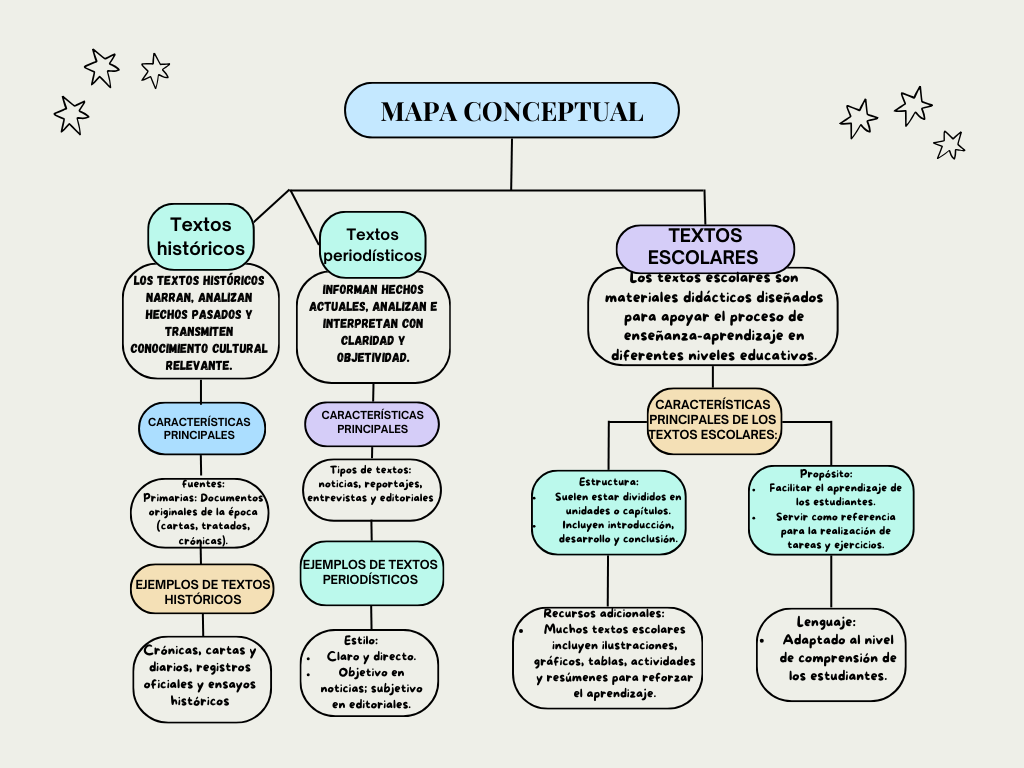 MAPA CONCEPTUAL
Textos
históricos
LOS TEXTOS HISTÓRICOS
NARRAN, ANALIZAN
HECHOS PASADOS Y
TRANSMITEN
CONOCIMIENTO CULTURAL
RELEVANTE.
CARACTERÍSTICAS
PRINCIPALES
fuentes:
Primarias: Documentos
originales de la época
(cartas, tratados,
crónicas).
EJEMPLOS DE TEXTOS
HISTÓRICOS
Crónicas, cartas y
diarios, registros
oficiales y ensayos
históricos
Textos
periodísticos
INFORMAN HECHOS
ACTUALES, ANALIZAN E
INTERPRETAN CON
CLARIDAD Y
OBJETIVIDAD.
CARACTERÍSTICAS
PRINCIPALES
Tipos de textos:
noticias, reportajes,
entrevistas y editoriales
EJEMPLOS DE TEXTOS
PERIODÍSTICOS
Estilo:
• Claro y directo.
• Objetivo en
noticias; subjetivo
en editoriales.
TEXTOS
ESCOLARES
Los textos escolares son
materiales didácticos diseñados
para apoyar el proceso de
enseñanza-aprendizaje en
diferentes niveles educativos.
CARACTERÍSTICAS
PRINCIPALES DE LOS
TEXTOS ESCOLARES:
Estructura:
• Suelen estar divididos en
unidades o capítulos.
• Incluyen introducción,
desarrollo y conclusión.
Recursos adicionales:
• Muchos textos escolares
incluyen ilustraciones,
gráficos, tablas, actividades
y resúmenes para reforzar
el aprendizaje.
Propósito:
• Facilitar el aprendizaje de
los estudiantes.
• Servir como referencia
para la realización de
tareas y ejercicios.
Lenguaje:
• Adaptado al nivel
de comprensión de
los estudiantes.